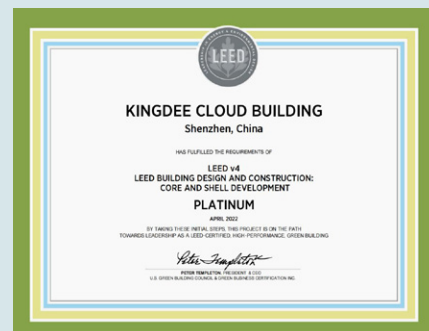 LEED
KINGDEE CLOUD BUILDING
Shenzhen, China
HAS FULFILLED THE REQUIREMENTS OF
LEED v4
LEED BUILDING DESIGN AND CONSTRUCTION:
CORE AND SHELL DEVELOPMENT
PLATINUM
APRIL 2022
BY TAKING THESE INITIAL STEPS, THIS PROJECT IS ON THE PATH
TOWARDS LEADERSHIP AS A LEED-CERTIFIED, HIGH-PERFORMANCE, GREEN BUILDING
Peter Templeton
PETER TEMPLETON, PRESIDENT & CEO
U.S. GREEN BUILDING COUNCIL & GREEN BUSINESS CERTIFICATION INC.